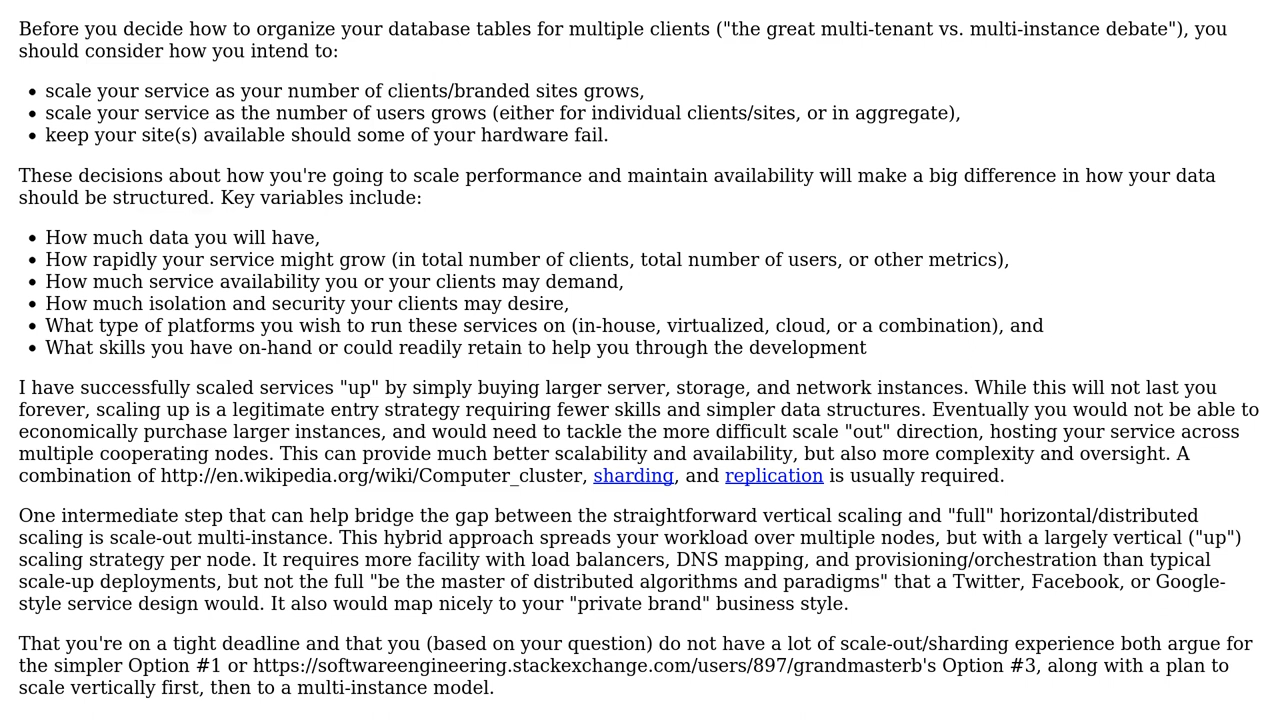 Before you decide how to organize your database tables for multiple clients ("the great multi-tenant vs. multi-instance debate"), you
should consider how you intend to:
• scale your service as your number of clients/branded sites grows,
• scale your service as the number of users grows (either for individual clients/sites, or in aggregate),
• keep your site(s) available should some of your hardware fail.
These decisions about how you're going to scale performance and maintain availability will make a big difference in how your data
should be structured. Key variables include:
• How much data you will have,
• How rapidly your service might grow (in total number of clients, total number of users, or other metrics),
• How much service availability you or your clients may demand,
• How much isolation and security your clients may desire,
• What type of platforms you wish to run these services on (in-house, virtualized, cloud, or a combination), and
• What skills you have on-hand or could readily retain to help you through the development
I have successfully scaled services "up" by simply buying larger server, storage, and network instances. While this will not last you
forever, scaling up is a legitimate entry strategy requiring fewer skills and simpler data structures. Eventually you would not be able to
economically purchase larger instances, and would need to tackle the more difficult scale "out" direction, hosting your service across
multiple cooperating nodes. This can provide much better scalability and availability, but also more complexity and oversight. A
combination of http://en.wikipedia.org/wiki/Computer_cluster, sharding, and replication is usually required.
One intermediate step that can help bridge the gap between the straightforward vertical scaling and "full" horizontal/distributed
scaling is scale-out multi-instance. This hybrid approach spreads your workload over multiple nodes, but with a largely vertical ("up")
scaling strategy per node. It requires more facility with load balancers, DNS mapping, and provisioning/orchestration than typical
scale-up deployments, but not the full "be the master of distributed algorithms and paradigms" that a Twitter, Facebook, or Google-
style service design would. It also would map nicely to your "private brand" business style.
That you're on a tight deadline and that you (based on your question) do not have a lot of scale-out/sharding experience both argue for
the simpler Option #1 or https://softwareengineering.stackexchange.com/users/897/grandmasterb's Option #3, along with a plan to
scale vertically first, then to a multi-instance model.